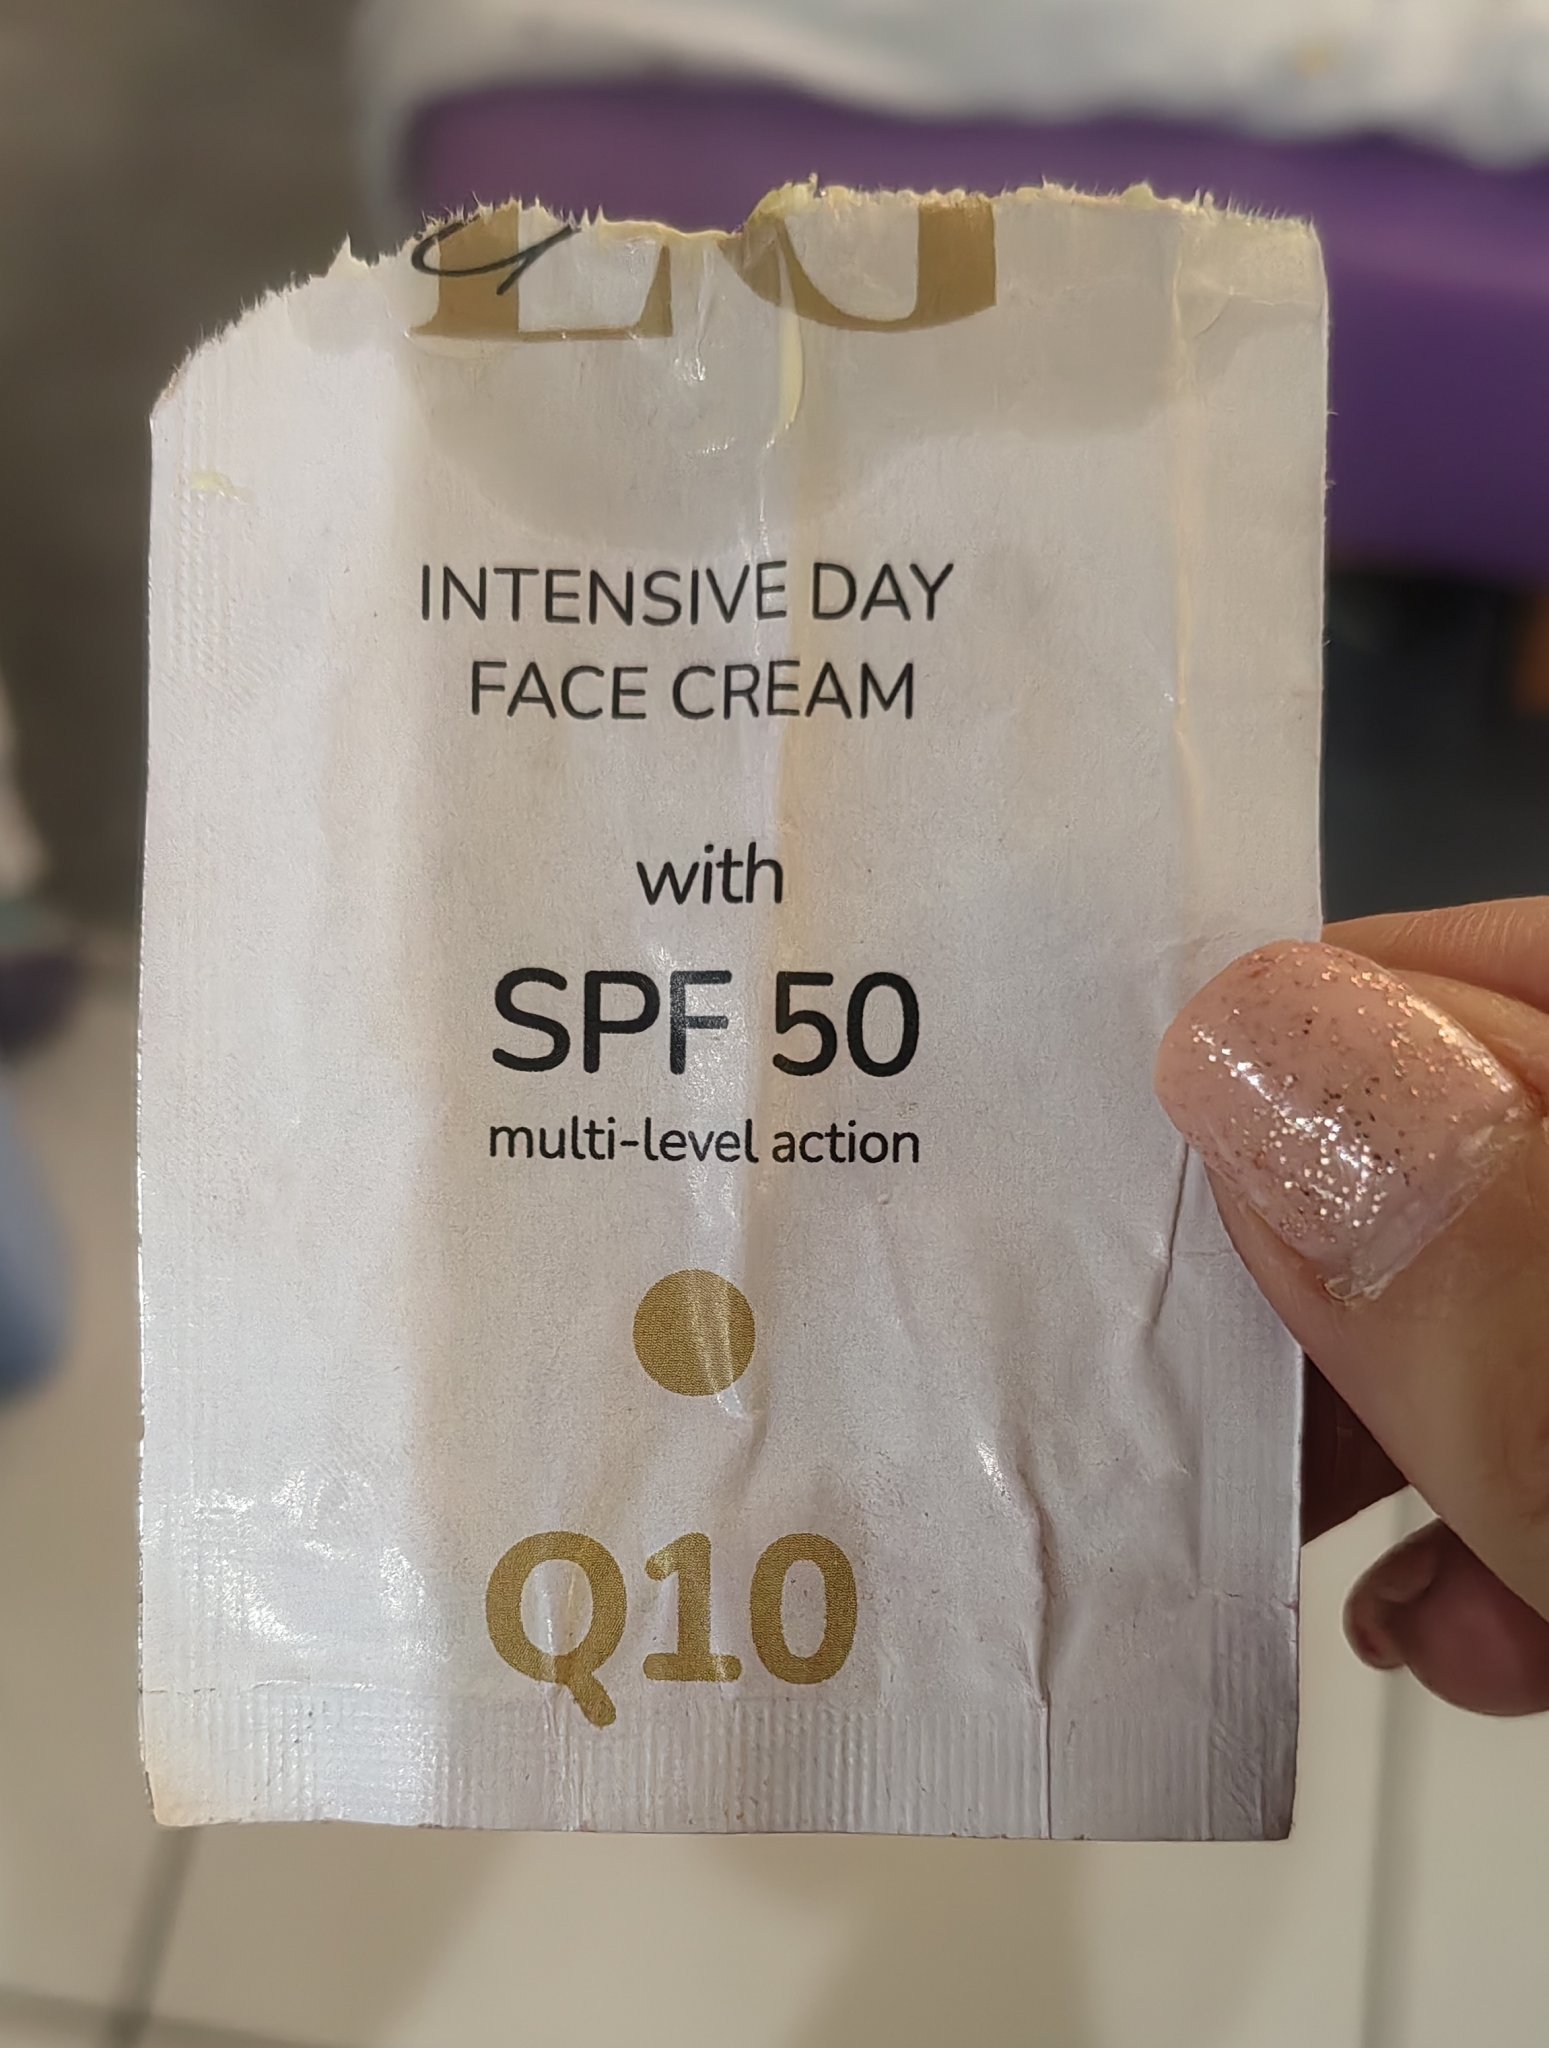 INTENSIVE DAY
FACE CREAM
with
SPF 50
multi-level action
Q10